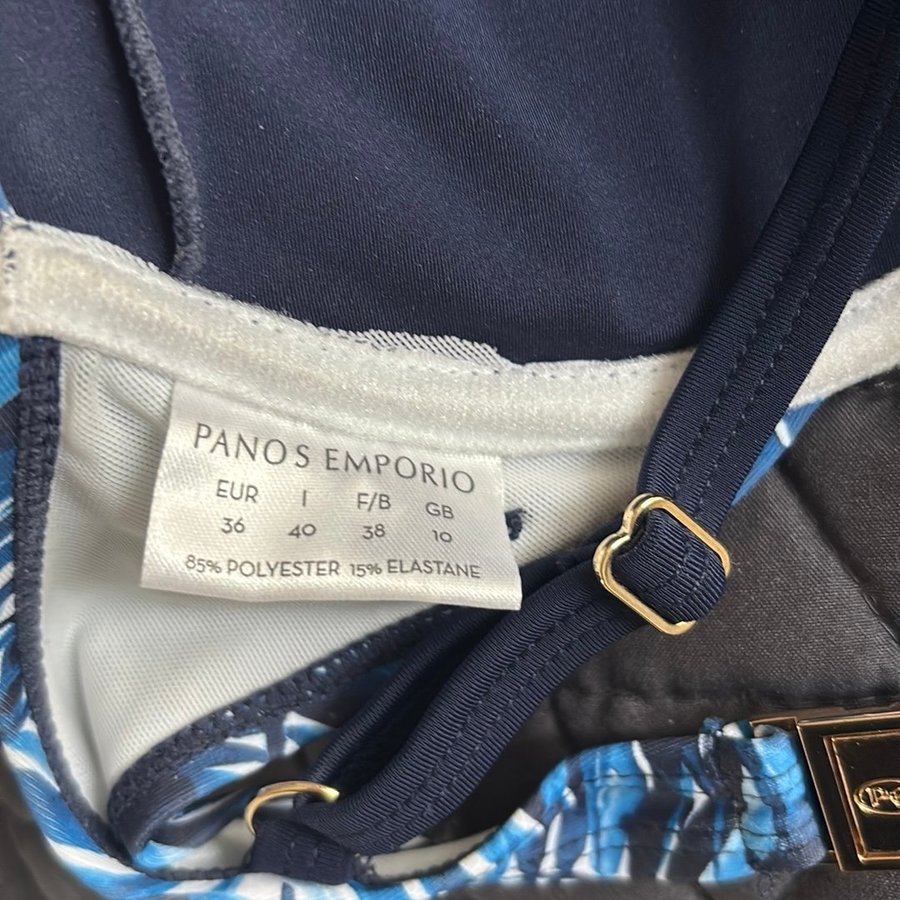 PANOS EMPORIO
EUR I F/B GB
36 40 38 10
85% POLYESTER 15% ELASTANE